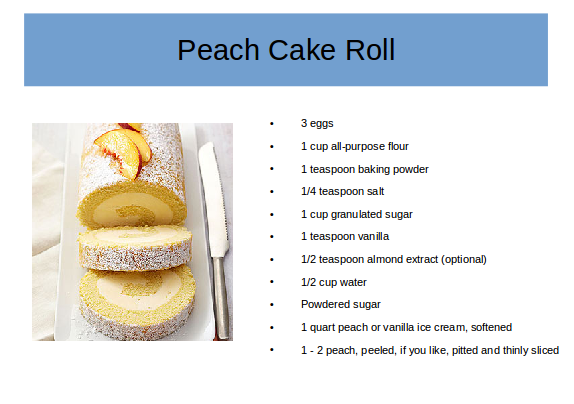 Peach Cake Roll
• 3 eggs
• 1 cup all-purpose flour
• 1 teaspoon baking powder
• 1/4 teaspoon salt
• 1 cup granulated sugar
• 1 teaspoon vanilla
• 1/2 teaspoon almond extract (optional)
• 1/2 cup water
• Powdered sugar
• 1 quart peach or vanilla ice cream, softened
• 1 - 2 peach, peeled, if you like, pitted and thinly sliced